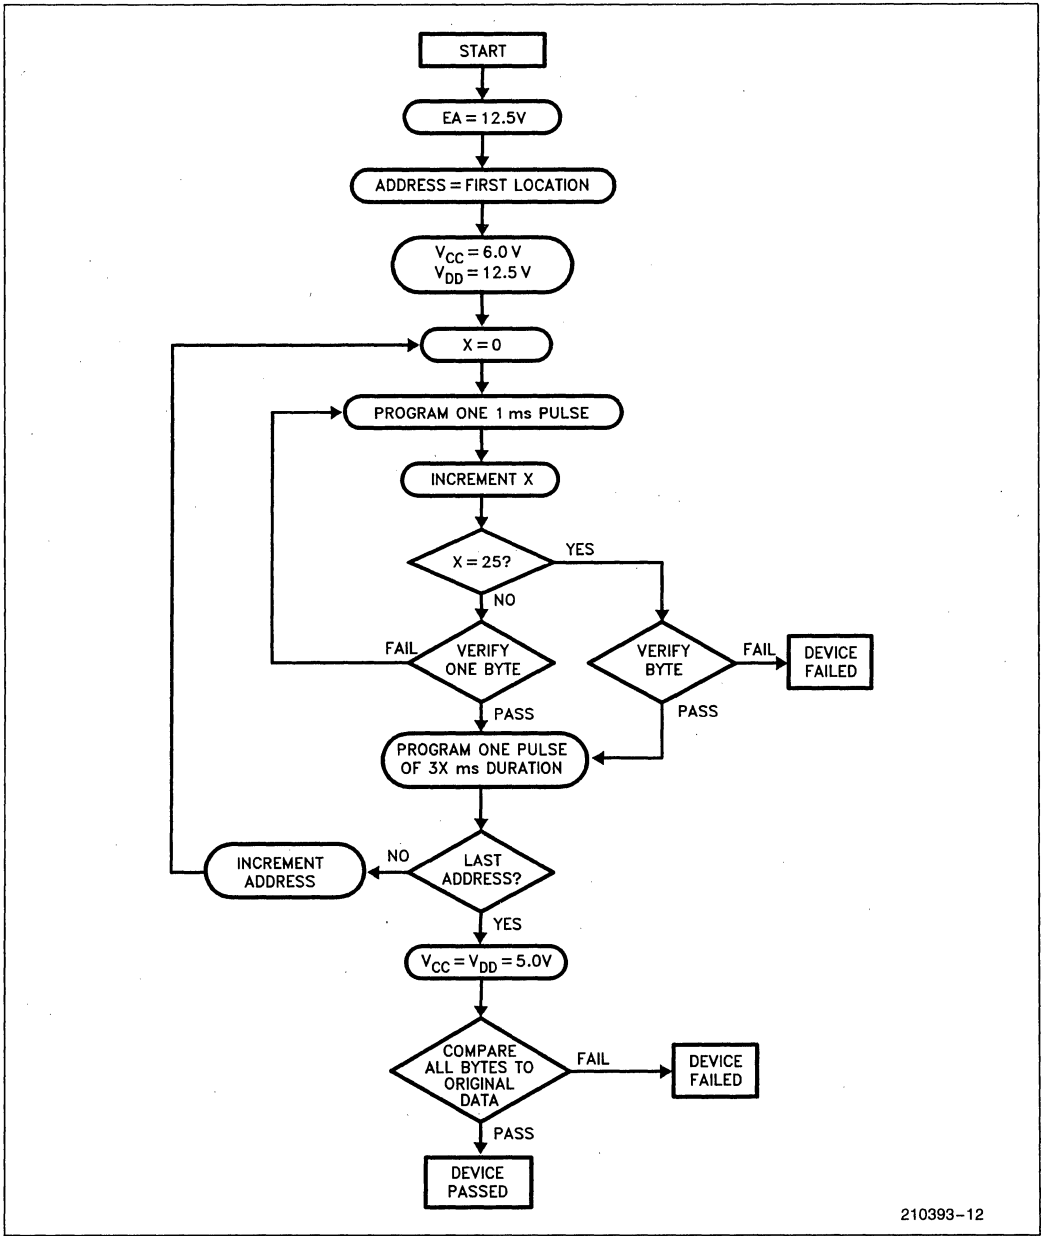 START
EA = 12.5V
ADDRESS = FIRST LOCATION
VCC = 6.0 V
VDD = 12.5 V
X = 0
PROGRAM ONE 1 ms PULSE
INCREMENT X
X = 25?
YES
NO
FAIL
VERIFY
ONE BYTE
VERIFY
BYTE
FAIL
DEVICE
FAILED
PASS
PASS
PROGRAM ONE PULSE
OF 3X ms DURATION
INCREMENT
ADDRESS
NO
LAST
ADDRESS?
YES
VCC = VDD = 5.0V
COMPARE
ALL BYTES TO
ORIGINAL
DATA
FAIL
DEVICE
FAILED
PASS
DEVICE
PASSED
210393-12